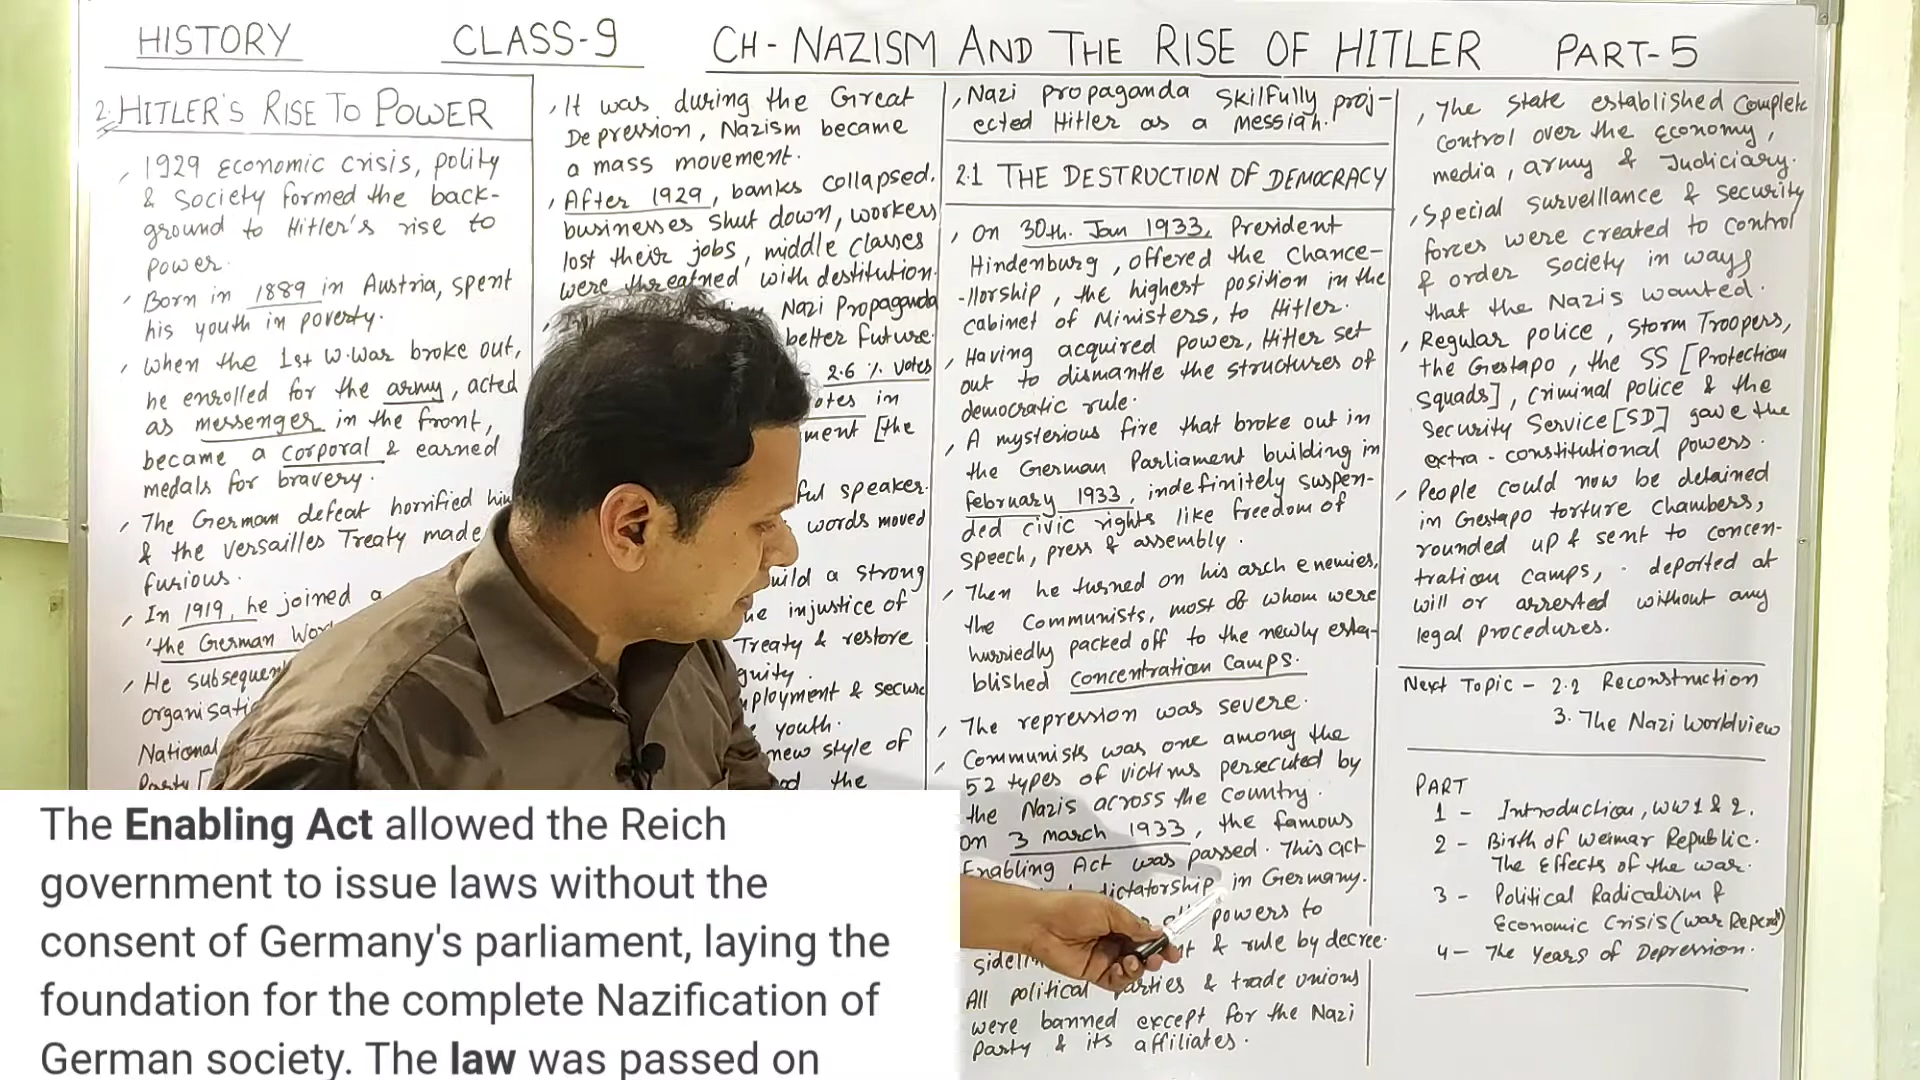 HISTORY CLASS-9 CH- NAZISM AND THE RISE OF HITLER PART-5
2. HITLER'S RISE TO POWER
, 1929 Economic crisis, polity
& Society formed the back-
ground to Hitler's rise to
power.
, Born in 1889 in Austria, spent
his youth in poverty.
, When the 1st W.War broke out,
he enrolled for the army, acted
as messenger in the front,
became a corporal & earned
medals for bravery.
, The German defeat horrified him
& the Versailles Treaty made
furious.
, In 1919, he joined a
'the German Wor
, He subsequen
organisati
National
Party [
, It was during the Great
Depression, Nazism became
a mass movement.
, After 1929, banks collapsed,
businesses shut down, workers
lost their jobs, middle classes
were threatned with destitution.
Nazi Propaganda
better future.
2.6 % votes
otes in
ment [the
ful speaker.
words moved
uild a strong
he injustice of
Treaty & restore
gnity.
ployment & secure
youth.
new style of
the
, Nazi propaganda skilfully proj-
ected Hitler as a messiah.
2.1 THE DESTRUCTION OF DEMOCRACY
, On 30th. Jan 1933, President
Hindenburg, offered the Chance-
-llorship, the highest position in the
cabinet of Ministers, to Hitler.
, Having acquired power, Hitler set
out to dismantle the structures of
democratic rule.
, A mysterious fire that broke out in
the German Parliament building in
february 1933, indefinitely suspen-
ded civic rights like freedom of
speech, press & assembly.
, Then he turned on his arch enemies,
the Communists, most of whom were
hurriedly packed off to the newly esta-
blished Concentration Camps.
, The repression was severe.
, Communists was one among the
52 types of victims persecuted by
the Nazis across the country.
On 3 march 1933, the famous
Enabling Act was passed. This act
dictatorship in Germany.
powers to
sideli & rule by decree.
All political parties & trade unions
were banned except for the Nazi
Party & its affiliates.
, The state established Complete
control over the economy,
media, army & Judiciary.
, Special Surveillance & security
forces were created to control
& order society in ways
that the Nazis wanted.
, Regular police, Storm Troopers,
the Gestapo, the SS [Protection
Squads], criminal police & the
Security Service [SD] gave the
extra-constitutional powers.
, People could now be detained
in Gestapo torture chambers,
rounded up & sent to concen-
tration camps, deported at
will or arrested without any
legal procedures.
Next Topic - 2.2 Reconstruction
3. The Nazi Worldview
PART
1 - Introduction, WW1 & 2.
2 - Birth of Weimar Republic.
The Effects of the war.
3 - Political Radicalism &
Economic Crisis (War Repend)
4 - The Years of Depression.
The Enabling Act allowed the Reich
government to issue laws without the
consent of Germany's parliament, laying the
foundation for the complete Nazification of
German society. The law was passed on